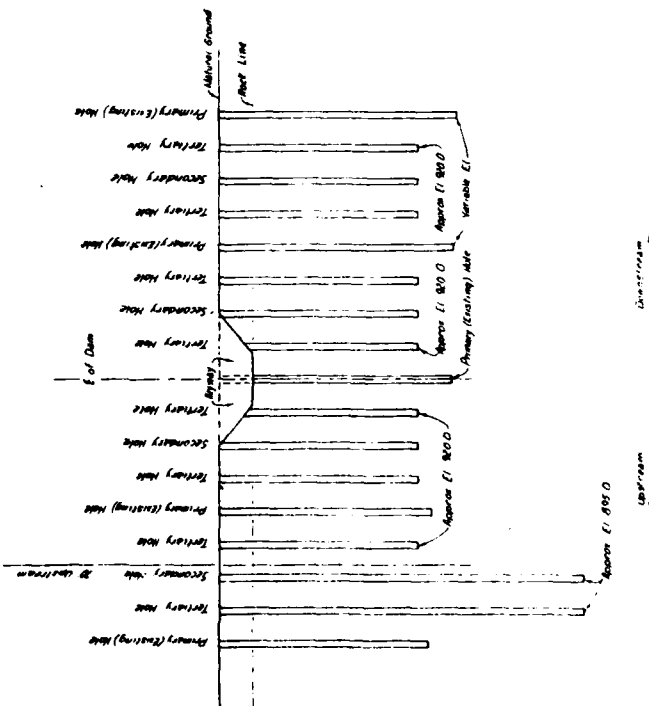 Natural Ground
Rock Line
Primary (Existing) Hole
Tertiary Hole
Secondary Hole
Tertiary Hole
Primary (Existing) Hole
Tertiary Hole
Secondary Hole
Tertiary Hole
℄ of Dam
Keyway
Tertiary Hole
Secondary Hole
Tertiary Hole
Primary (Existing) Hole
Tertiary Hole
Secondary Hole
Upstream
Tertiary Hole
Primary (Existing) Hole
Approx El 920.0
Variable El
Approx El 920.0
Primary (Existing) Hole
Approx El 920.0
Approx El 895.0
Downstream
Upstream